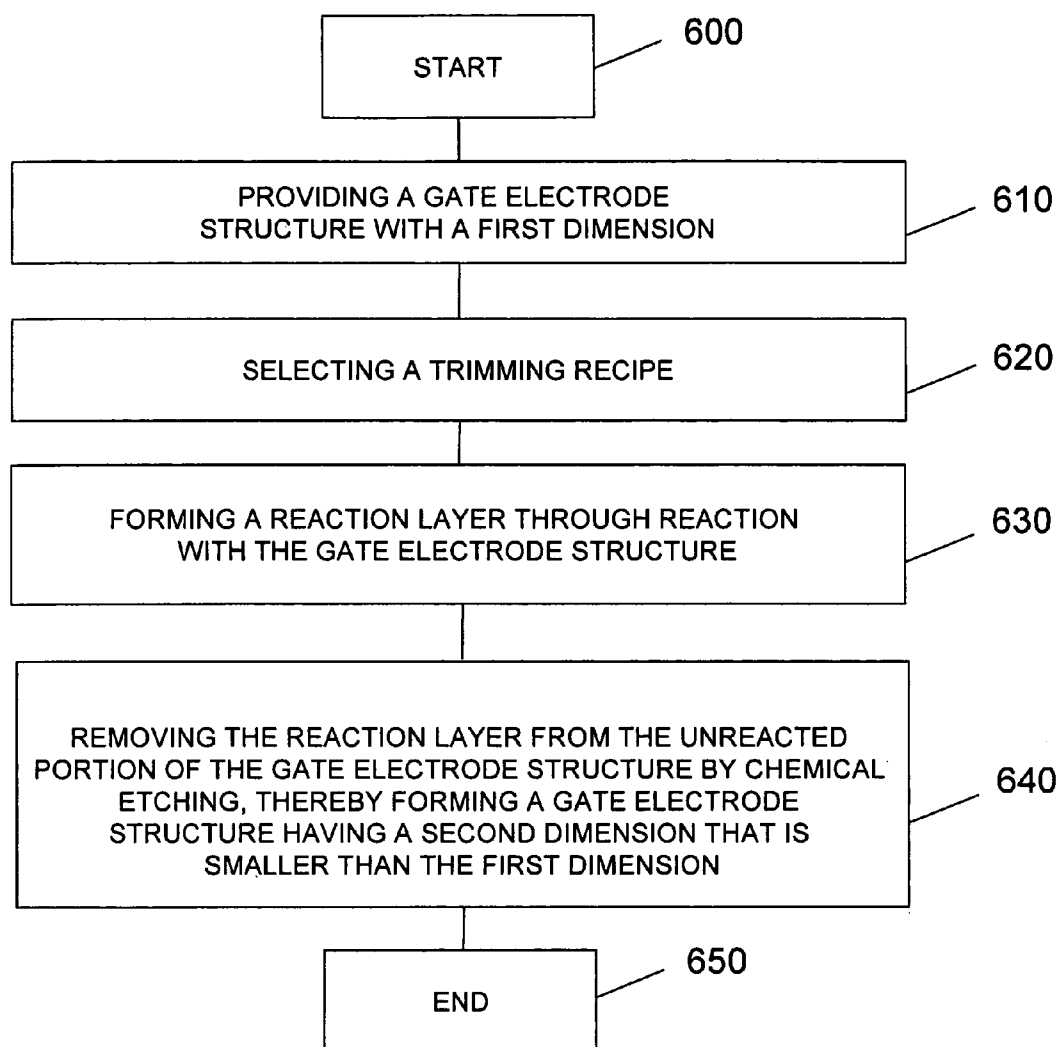 START
600
PROVIDING A GATE ELECTRODE
STRUCTURE WITH A FIRST DIMENSION
610
SELECTING A TRIMMING RECIPE
620
FORMING A REACTION LAYER THROUGH REACTION
WITH THE GATE ELECTRODE STRUCTURE
630
REMOVING THE REACTION LAYER FROM THE UNREACTED
PORTION OF THE GATE ELECTRODE STRUCTURE BY CHEMICAL
ETCHING, THEREBY FORMING A GATE ELECTRODE
STRUCTURE HAVING A SECOND DIMENSION THAT IS
SMALLER THAN THE FIRST DIMENSION
640
END
650